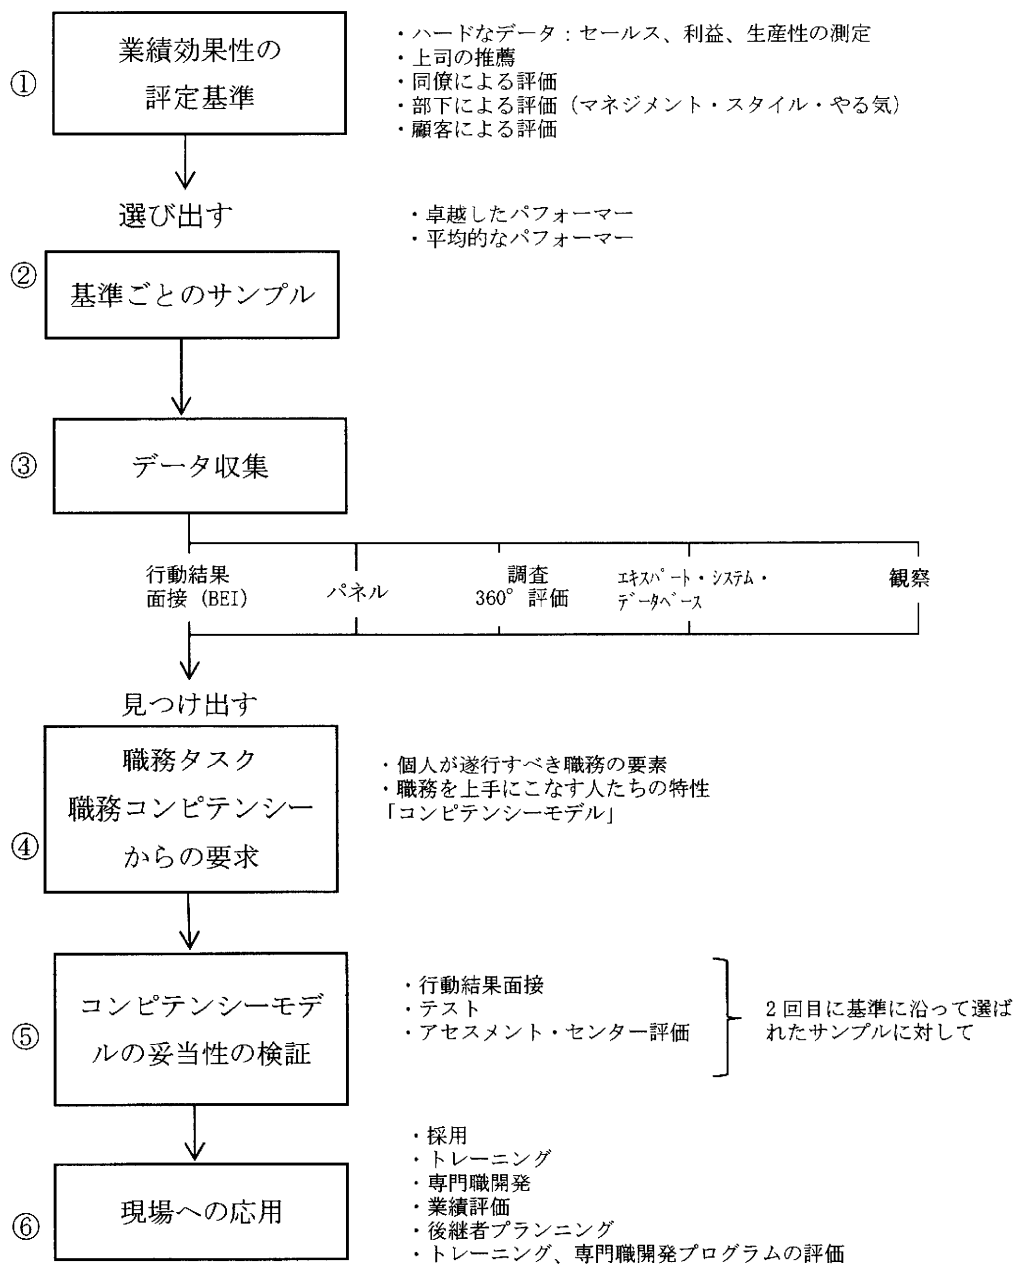 ①
業績効果性の
評定基準
・ハードなデータ：セールス、利益、生産性の測定
・上司の推薦
・同僚による評価
・部下による評価（マネジメント・スタイル・やる気）
・顧客による評価
選び出す
・卓越したパフォーマー
・平均的なパフォーマー
②
基準ごとのサンプル
③
データ収集
行動結果
面接（BEI）
パネル
調査
360°評価
ｴｷｽﾊﾟｰﾄ・ｼｽﾃﾑ・
ﾃﾞｰﾀﾍﾞｰｽ
観察
見つけ出す
④
職務タスク
職務コンピテンシー
からの要求
・個人が遂行すべき職務の要素
・職務を上手にこなす人たちの特性
「コンピテンシーモデル」
⑤
コンピテンシーモデ
ルの妥当性の検証
・行動結果面接
・テスト
・アセスメント・センター評価
2回目に基準に沿って選ば
れたサンプルに対して
⑥
現場への応用
・採用
・トレーニング
・専門職開発
・業績評価
・後継者プランニング
・トレーニング、専門職開発プログラムの評価